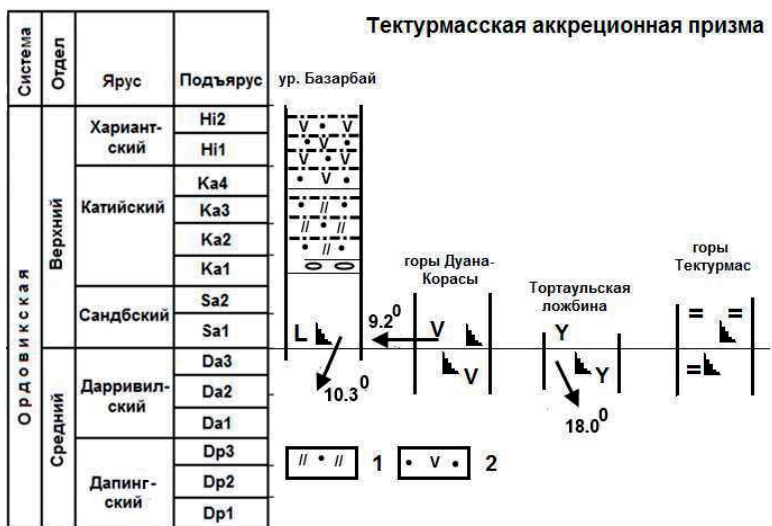 Тектурмасская аккреционная призма
Система
Отдел
Ярус
Подъярус
ур. Базарбай
Ордовикская
Верхний
Средний
Хариант-
ский
Hi2
Hi1
Катийский
Ka4
Ka3
Ka2
Ka1
Сандбский
Sa2
Sa1
Дарривил-
ский
Da3
Da2
Da1
Дапинг-
ский
Dp3
Dp2
Dp1
V V
V
V V
V
// //
//
// //
//
L
10.3⁰
9.2⁰
горы Дуана-
Корасы
V
V
Тортаульская
ложбина
Y
Y
18.0⁰
горы
Тектурмас
= =
=
// • // 1
• V • 2